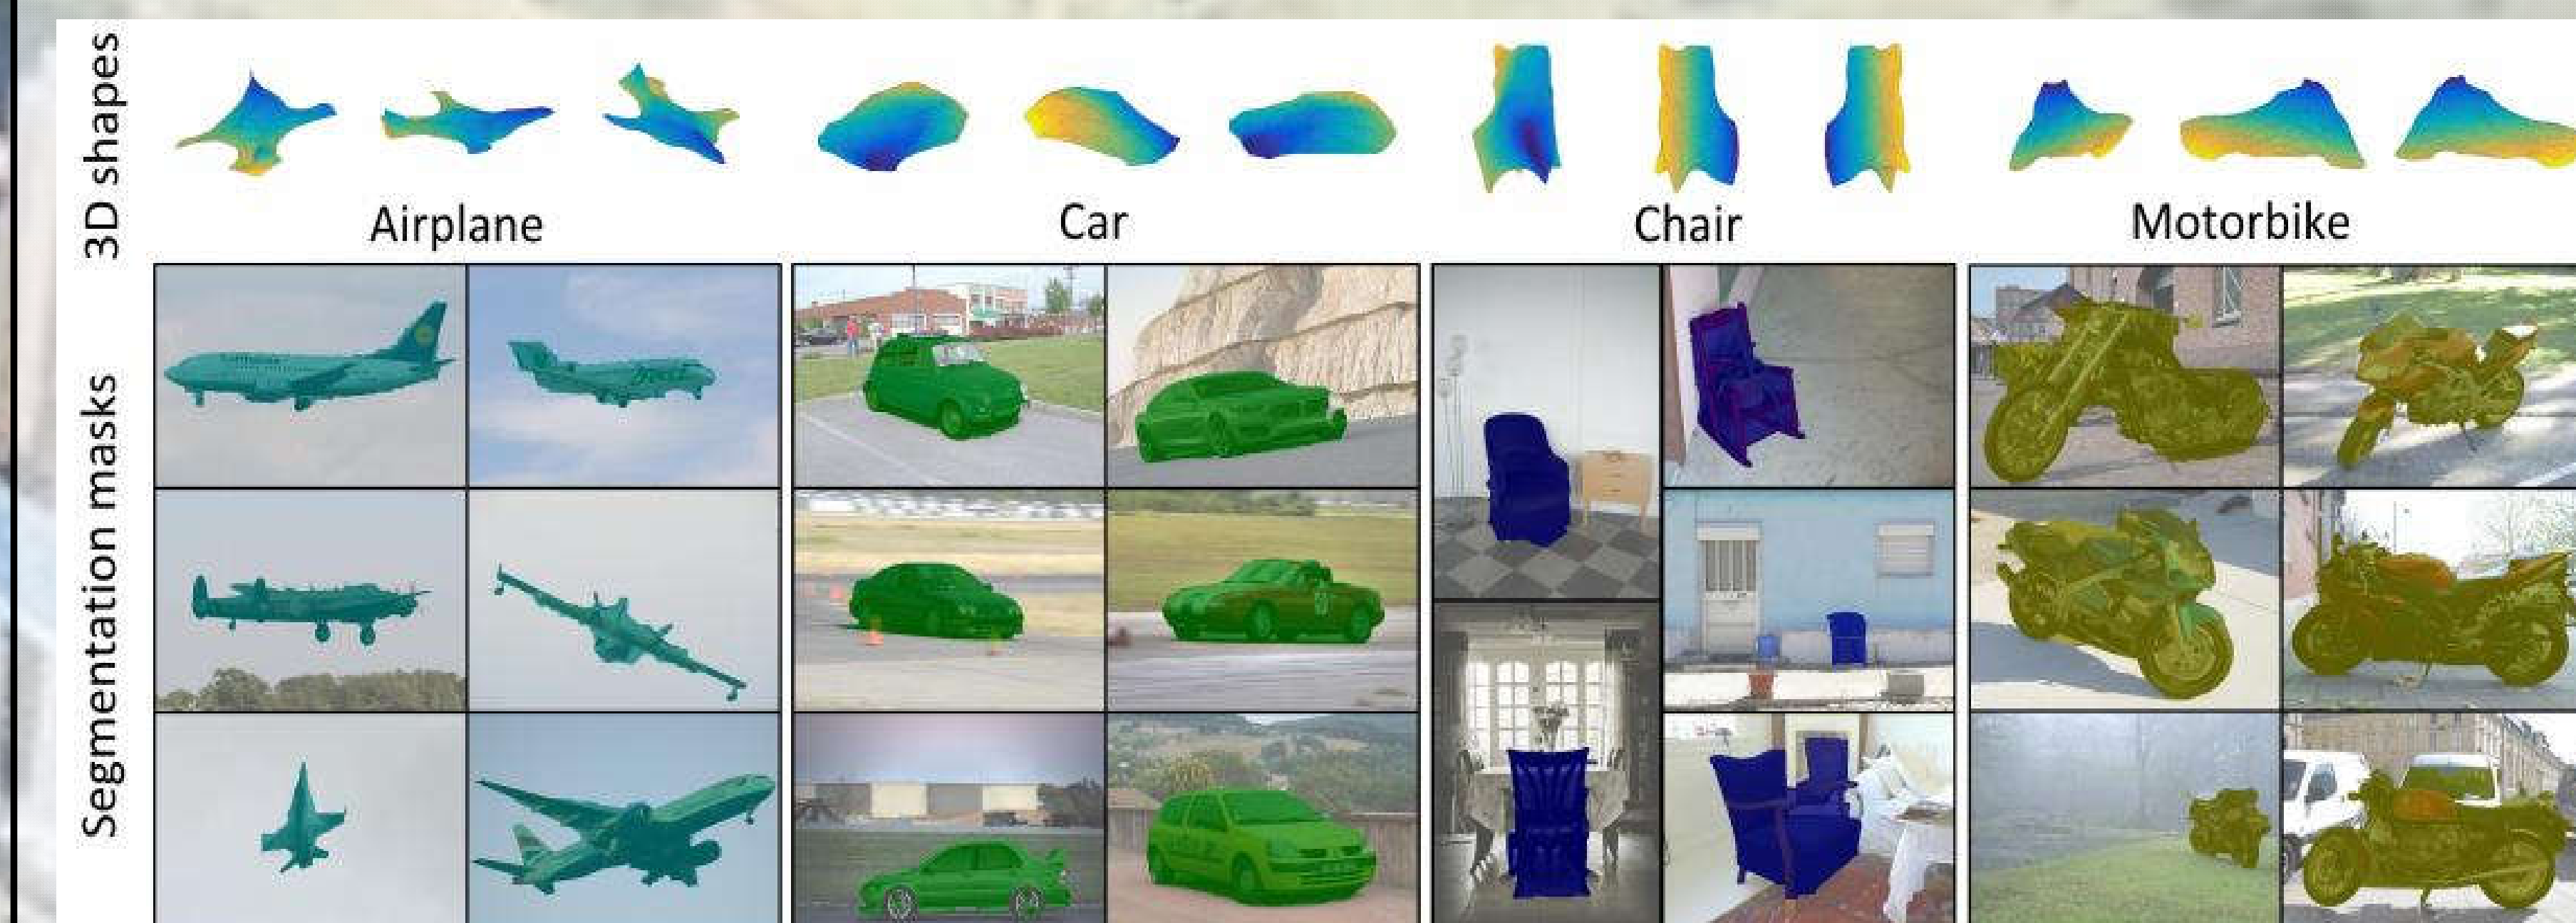 3D shapes
Airplane
Car
Chair
Motorbike
Segmentation masks